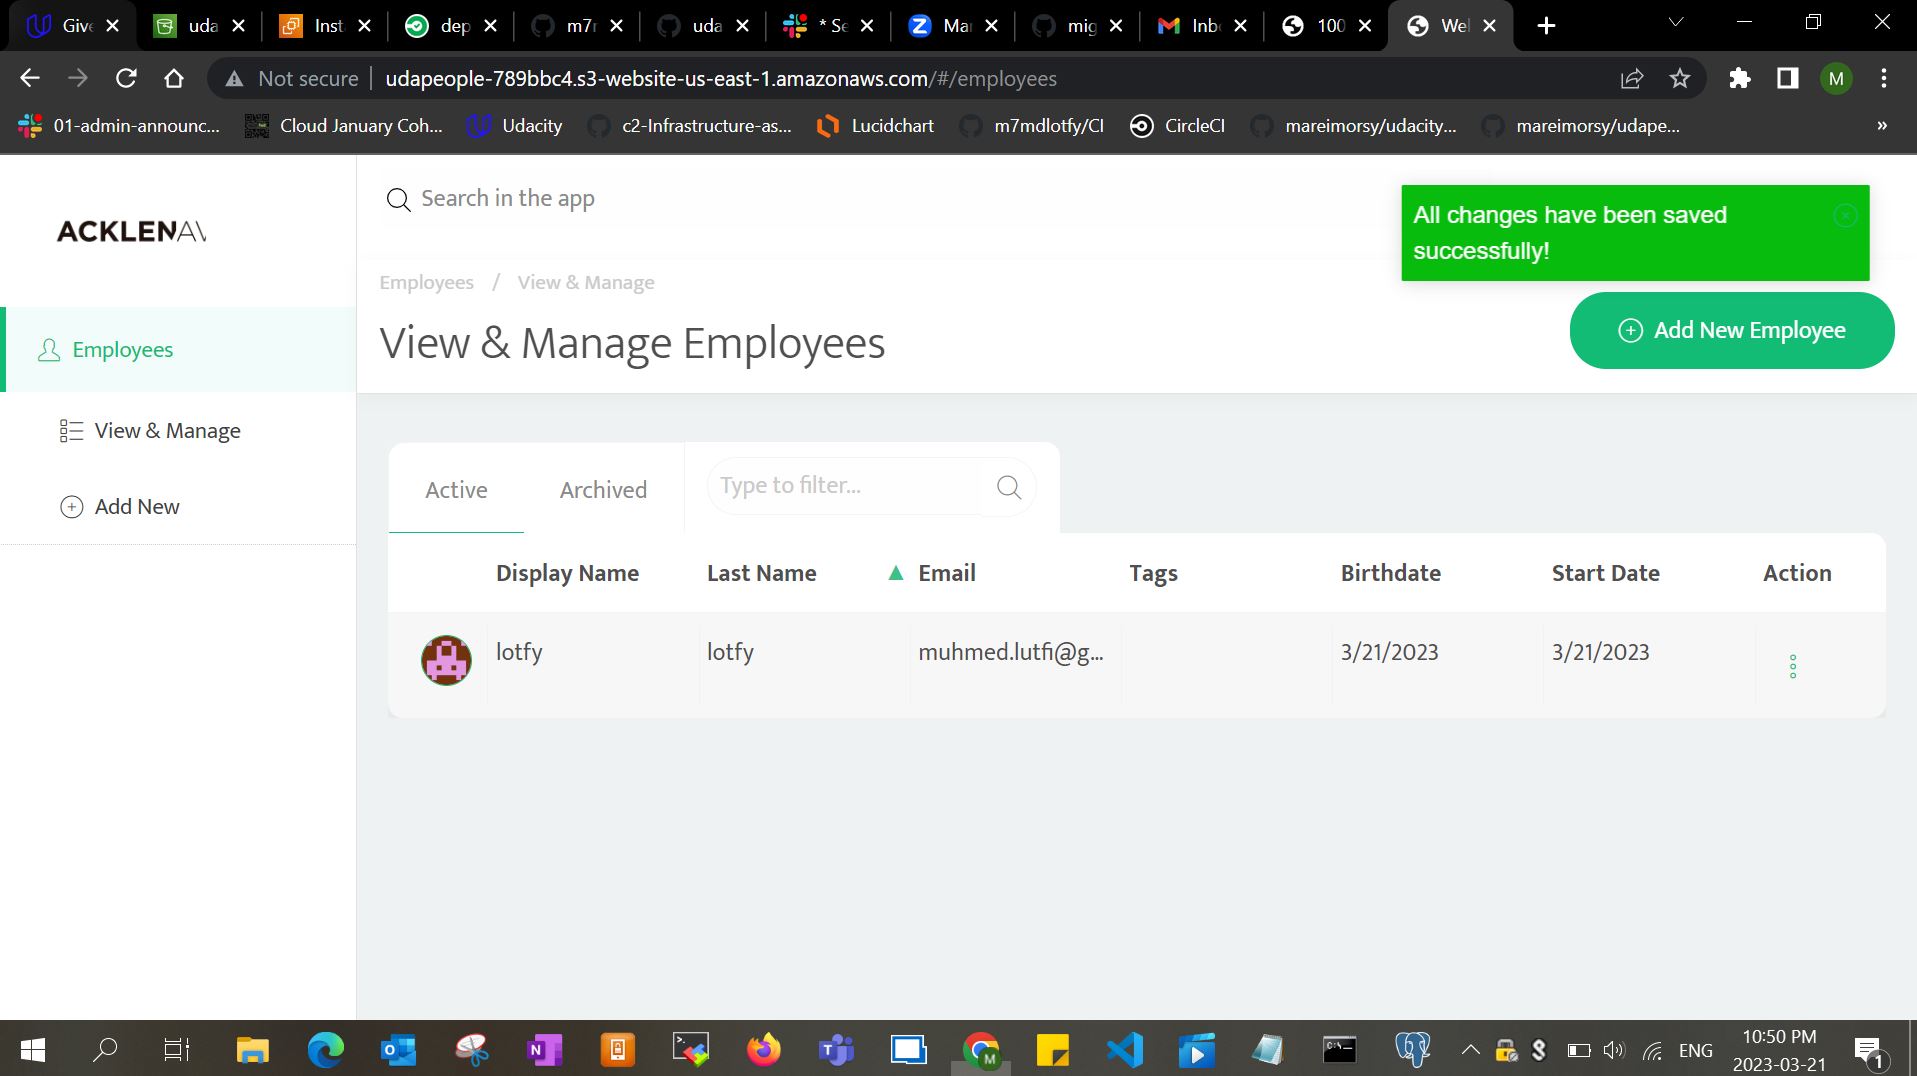 Give
uda
Inst
dep
m7r
uda
* Se
Mar
mig
Inbo
100
Wel
Not secure
udapeople-789bbc4.s3-website-us-east-1.amazonaws.com/#/employees
M
01-admin-announc...
Cloud January Coh...
Udacity
c2-Infrastructure-as...
Lucidchart
m7mdlotfy/CI
CircleCI
mareimorsy/udacity...
mareimorsy/udape...
»
ACKLENAV
Search in the app
All changes have been saved
successfully!
Employees / View & Manage
View & Manage Employees
Add New Employee
Employees
View & Manage
Add New
Active
Archived
Type to filter...
Display Name
Last Name
Email
Tags
Birthdate
Start Date
Action
lotfy
lotfy
muhmed.lutfi@g...
3/21/2023
3/21/2023
ENG
10:50 PM
2023-03-21
1